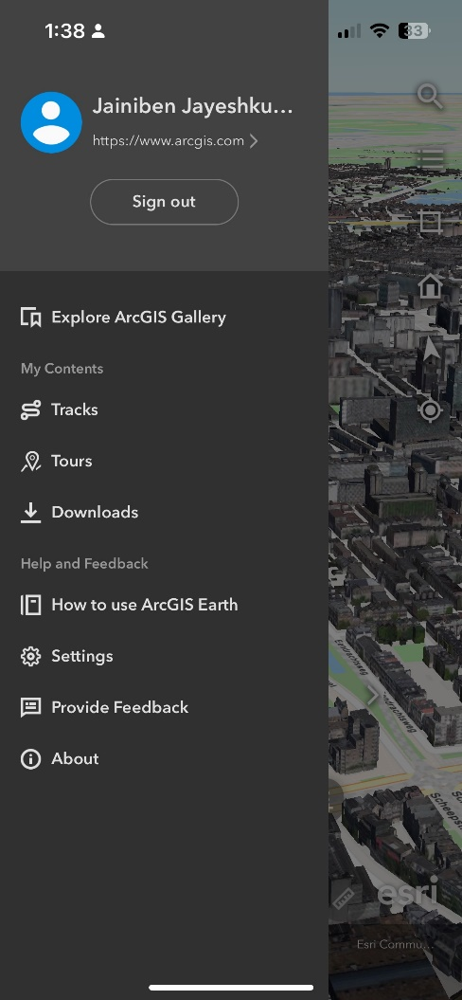 1:38
33
Jainiben Jayeshku...
https://www.arcgis.com
Sign out
Explore ArcGIS Gallery
My Contents
Tracks
Tours
Downloads
Help and Feedback
How to use ArcGIS Earth
Settings
Provide Feedback
About
esri
Esri Commu...